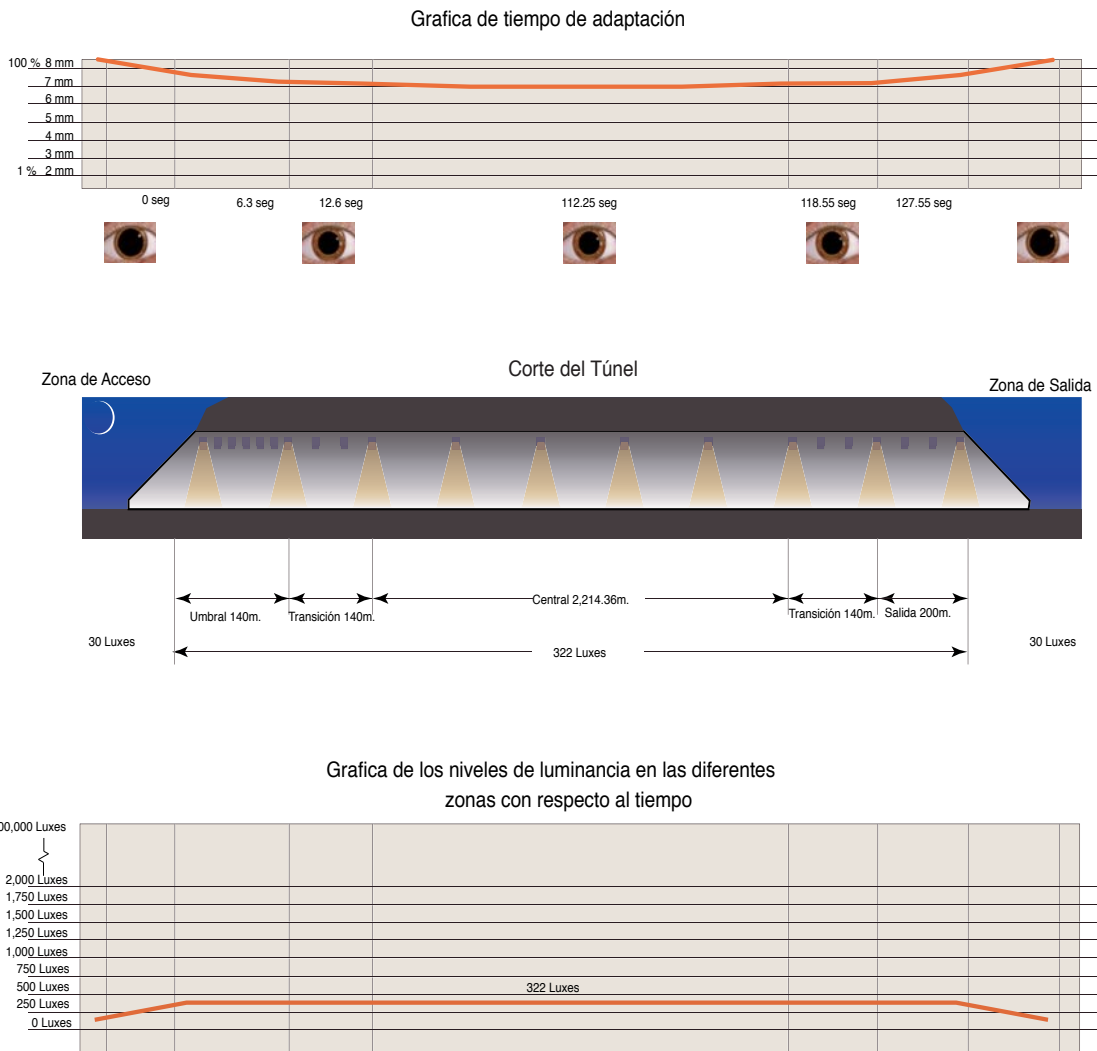 Grafica de tiempo de adaptación
100 % 8 mm
7 mm
6 mm
5 mm
4 mm
3 mm
1 % 2 mm
0 seg 6.3 seg 12.6 seg 112.25 seg 118.55 seg 127.55 seg
Corte del Túnel
Zona de Acceso
Zona de Salida
Central 2,214.36m.
Umbral 140m. Transición 140m. Transición 140m. Salida 200m.
30 Luxes 322 Luxes 30 Luxes
Grafica de los niveles de luminancia en las diferentes
zonas con respecto al tiempo
00,000 Luxes
2,000 Luxes
1,750 Luxes
1,500 Luxes
1,250 Luxes
1,000 Luxes
750 Luxes
500 Luxes 322 Luxes
250 Luxes
0 Luxes